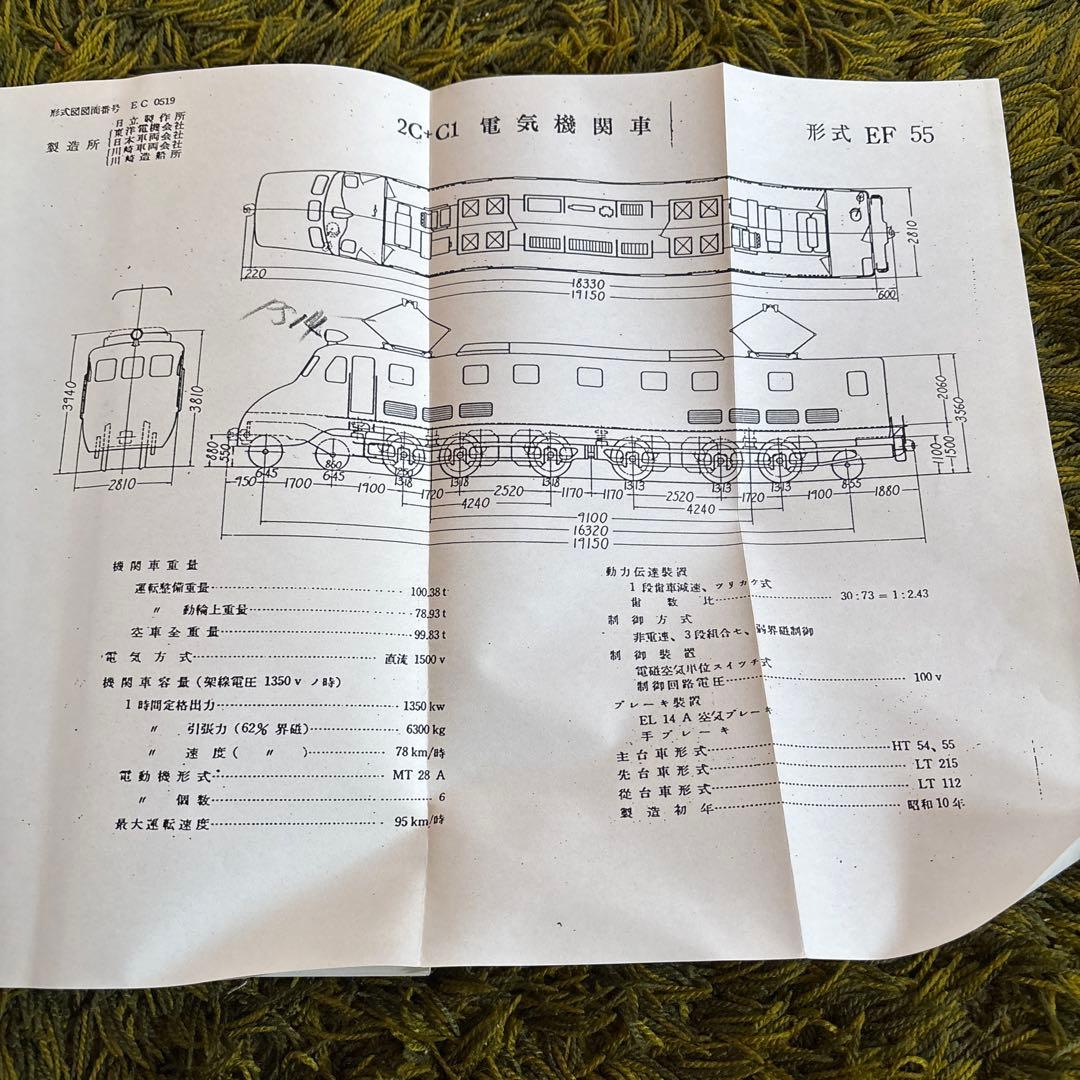 形式図図面番号 EC 0519
製造所
日立製作所
東洋電機会社
日本車両会社
川崎車両会社
川崎造船所
2C+C1 電気機関車
形式 EF 55
220
18330
19150
600
2810
3940
3810
2810
880
550
750
645
1700
860
645
1900
1720
1318
2520
1318
4240
1170
1170
1313
2520
1313
1720
1313
4240
1900
855
1880
1100
1500
2060
3560
9100
16320
19150
機関車重量
運転整備重量 100.38 t
〃 動輪上重量 78.93 t
空車全重量 99.83 t
電気方式 直流 1500 v
機関車容量(架線電圧 1350 v ノ時)
1 時間定格出力 1350 kw
〃 引張力(62% 界磁) 6300 kg
〃 速度( 〃 ) 78 km/時
電動機形式 MT 28 A
〃 個数 6
最大運転速度 95 km/時
動力伝達装置
1 段歯車減速、ツリカケ式
歯数比 30:73=1:2.43
制御方式
非重連、3 段組合セ、弱界磁制御
制御装置
電磁空気単位スイッチ式
制御回路電圧 100 v
ブレーキ装置
EL 14 A 空気ブレーキ
手ブレーキ
主台車形式 HT 54、55
先台車形式 LT 215
従台車形式 LT 112
製造初年 昭和10年